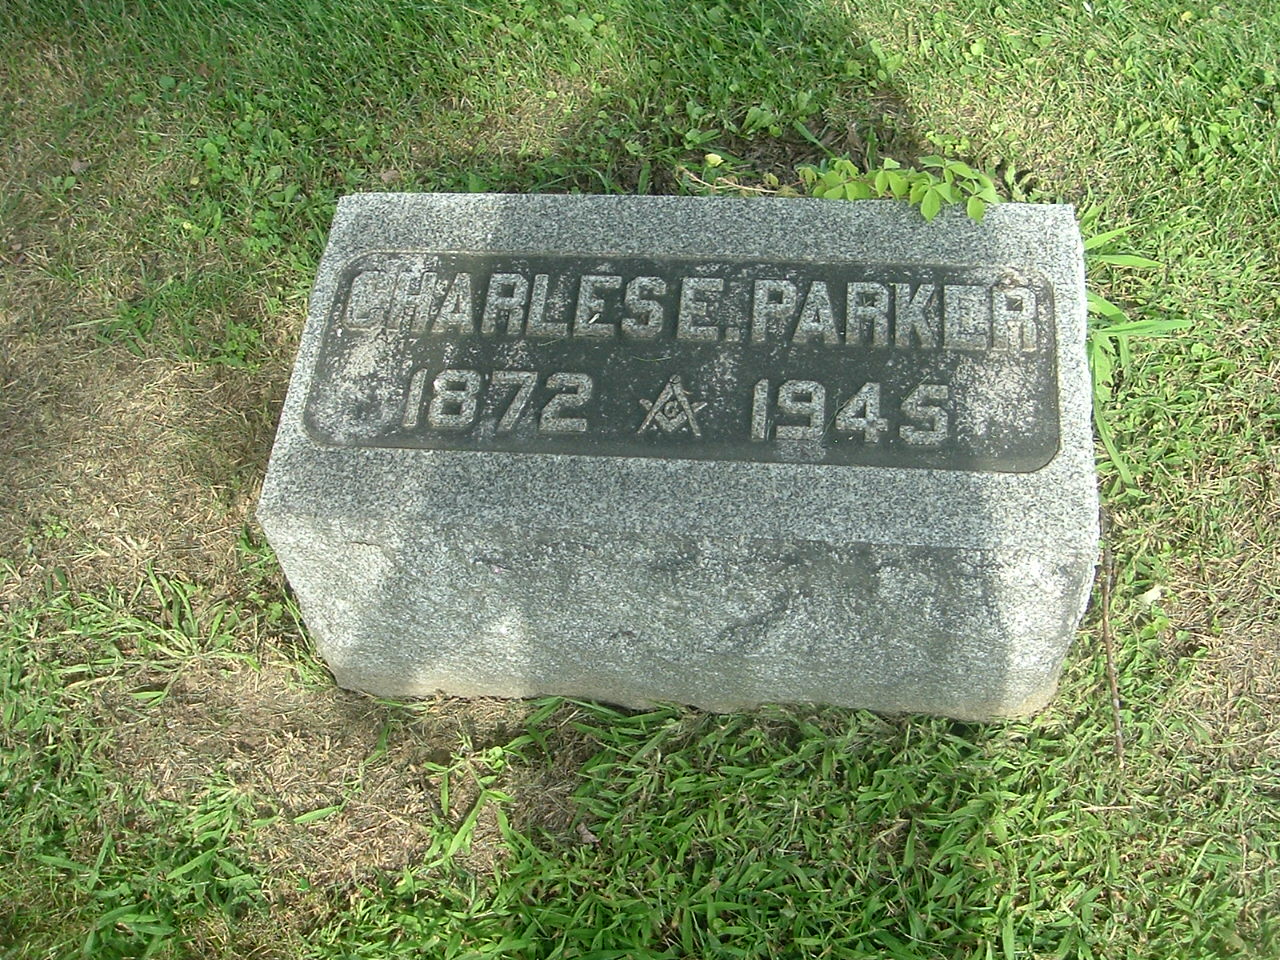 CHARLES E. PARKER
1872 G 1945